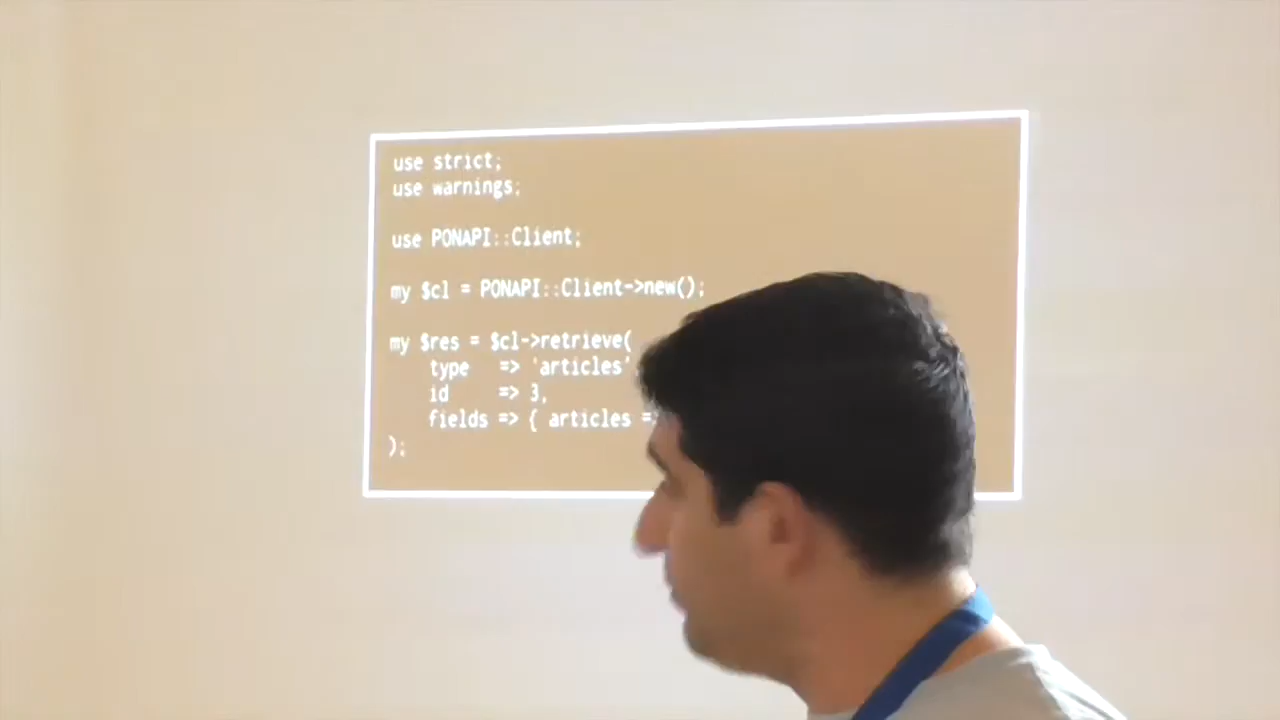 use strict;
use warnings;
use PONAPI::Client;
my $cl = PONAPI::Client->new();
my $res = $cl->retrieve(
type => 'articles'
id => 3,
fields => { articles =
);